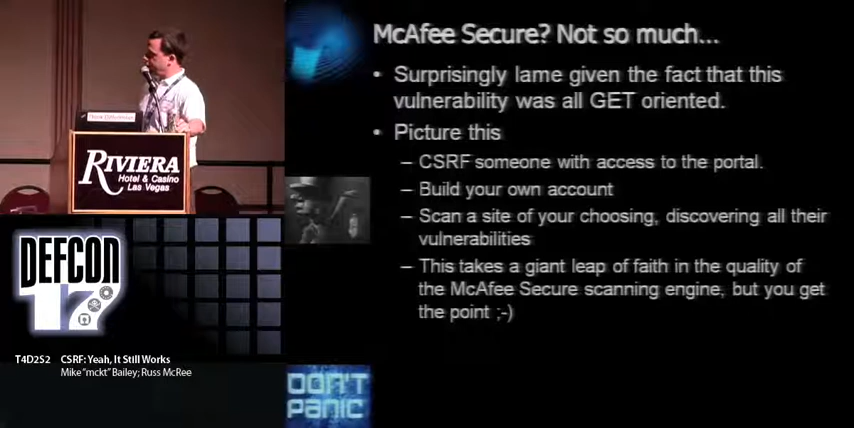 McAfee Secure? Not so much...
• Surprisingly lame given the fact that this
vulnerability was all GET oriented.
• Picture this
– CSRF someone with access to the portal.
– Build your own account
– Scan a site of your choosing, discovering all their
vulnerabilities
– This takes a giant leap of faith in the quality of
the McAfee Secure scanning engine, but you get
the point ;-)
RIVIERA
Hotel & Casino
Las Vegas
DEFCON
17
T4D2S2 CSRF: Yeah, It Still Works
Mike "mckt" Bailey; Russ McRee
DON'T
PANIC